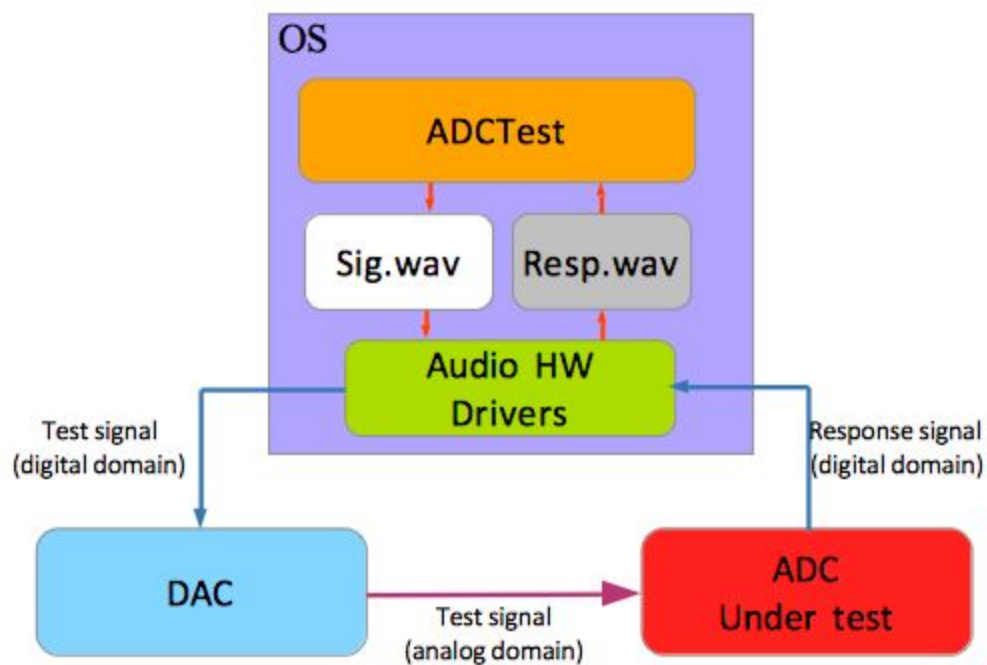 OS
ADCTest
Sig.wav
Resp.wav
Audio HW
Drivers
Test signal
(digital domain)
Response signal
(digital domain)
DAC
Test signal
(analog domain)
ADC
Under test